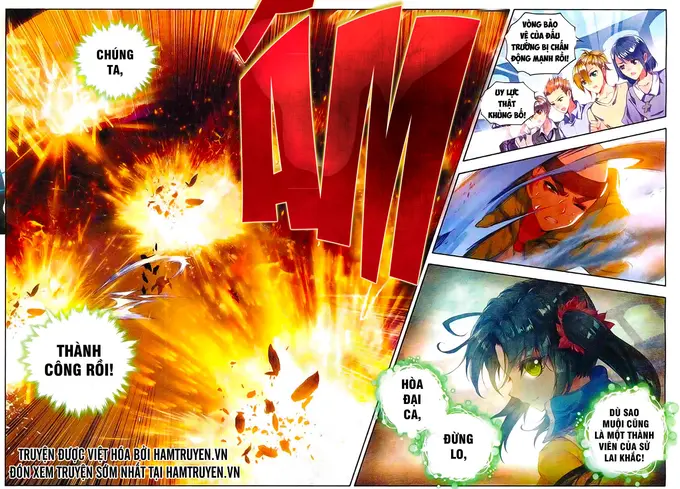 CHÚNG
TA,
ÁM
THÀNH
CÔNG RỒI!
VÒNG BẢO
VỆ CỦA ĐẤU
TRƯỜNG BỊ CHẤN
ĐỘNG MẠNH RỒI!
UY LỰC
THẬT
KHỦNG BỐ!
HÒA ĐẠI
CA,
ĐỪNG
LO,
DÙ SAO
MUỘI CŨNG
LÀ MỘT THÀNH
VIÊN CỦA SỬ
LAI KHẮC!
TRUYỆN ĐƯỢC VIỆT HÓA BỞI HAMTRUYEN.VN
ĐÓN XEM TRUYỆN SỚM NHẤT TẠI HAMTRUYEN.VN